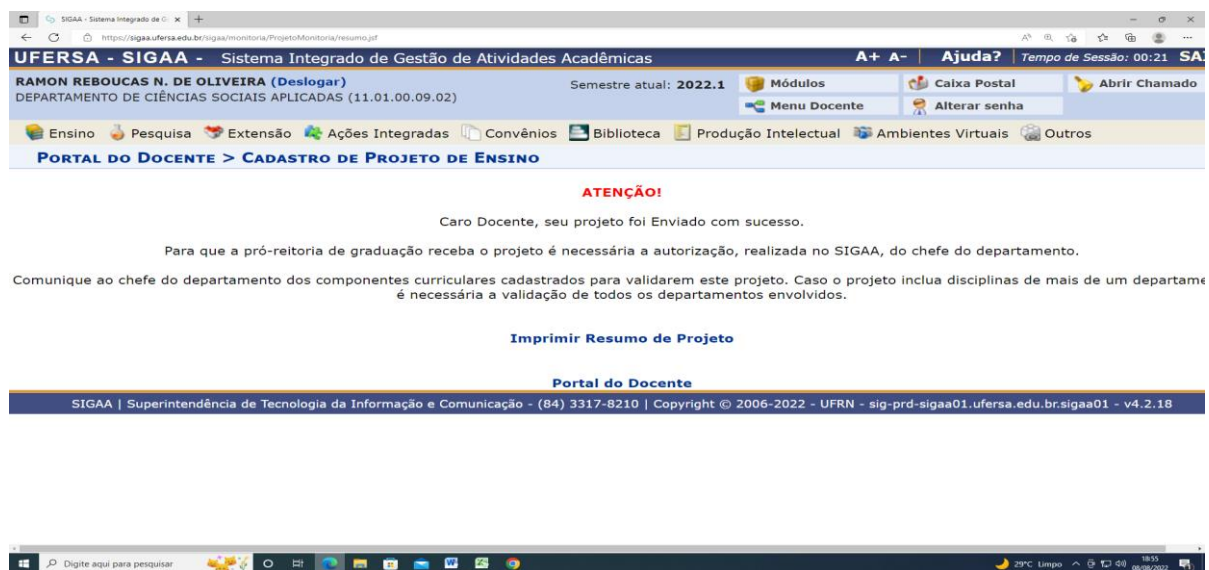 SIGAA - Sistema Integrado de G
https://sigaa.ufersa.edu.br/sigaa/monitoria/ProjetoMonitoria/resumo.jsf
UFERSA - SIGAA - Sistema Integrado de Gestão de Atividades Acadêmicas A+ A- Ajuda? Tempo de Sessão: 00:21 SAI
RAMON REBOUCAS N. DE OLIVEIRA (Deslogar) Semestre atual: 2022.1 Módulos Caixa Postal Abrir Chamado
DEPARTAMENTO DE CIÊNCIAS SOCIAIS APLICADAS (11.01.00.09.02) Menu Docente Alterar senha
Ensino Pesquisa Extensão Ações Integradas Convênios Biblioteca Produção Intelectual Ambientes Virtuais Outros
PORTAL DO DOCENTE > CADASTRO DE PROJETO DE ENSINO
ATENÇÃO!
Caro Docente, seu projeto foi Enviado com sucesso.
Para que a pró-reitoria de graduação receba o projeto é necessária a autorização, realizada no SIGAA, do chefe do departamento.
Comunique ao chefe do departamento dos componentes curriculares cadastrados para validarem este projeto. Caso o projeto inclua disciplinas de mais de um departame
é necessária a validação de todos os departamentos envolvidos.
Imprimir Resumo de Projeto
Portal do Docente
SIGAA | Superintendência de Tecnologia da Informação e Comunicação - (84) 3317-8210 | Copyright © 2006-2022 - UFRN - sig-prd-sigaa01.ufersa.edu.br.sigaa01 - v4.2.18
Digite aqui para pesquisar 29°C Limpo 18:55
08/08/2022